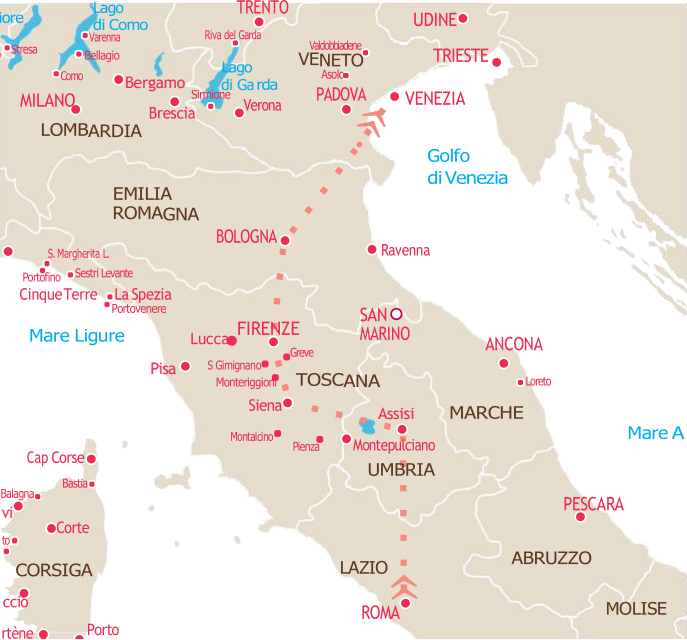 Lago
di Como
TRENTO
UDINE
iore
Varenna
Riva del Garda
Valdobbiadene
Stresa
Bellagio
VENETO
TRIESTE
Como
Lago
di Garda
Asolo
Bergamo
Sirmione
PADOVA
VENEZIA
MILANO
Brescia
Verona
LOMBARDIA
Golfo
di Venezia
EMILIA
ROMAGNA
BOLOGNA
Ravenna
S. Margherita L.
Portofino
Sestri Levante
Cinque Terre
La Spezia
Portovenere
SAN
MARINO
Mare Ligure
Lucca
FIRENZE
ANCONA
Greve
S Gimignano
Pisa
Monteriggioni
TOSCANA
Loreto
Siena
Assisi
MARCHE
Montalcino
Pienza
Montepulciano
Mare A
Cap Corse
UMBRIA
Bastia
Balagna
vi
PESCARA
Corte
to
LAZIO
ABRUZZO
CORSIGA
ccio
ROMA
MOLISE
rtène
Porto